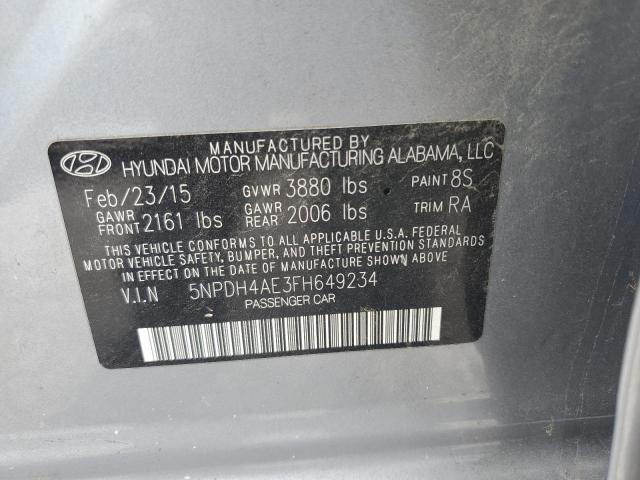 MANUFACTURED BY
HYUNDAI MOTOR MANUFACTURING ALABAMA, LLC
Feb/23/15 GVWR 3880 lbs PAINT 8S
GAWR FRONT 2161 lbs GAWR REAR 2006 lbs TRIM RA
THIS VEHICLE CONFORMS TO ALL APPLICABLE U.S.A. FEDERAL
MOTOR VEHICLE SAFETY, BUMPER, AND THEFT PREVENTION STANDARDS
IN EFFECT ON THE DATE OF MANUFACTURE SHOWN ABOVE
V.I.N 5NPDH4AE3FH649234
PASSENGER CAR